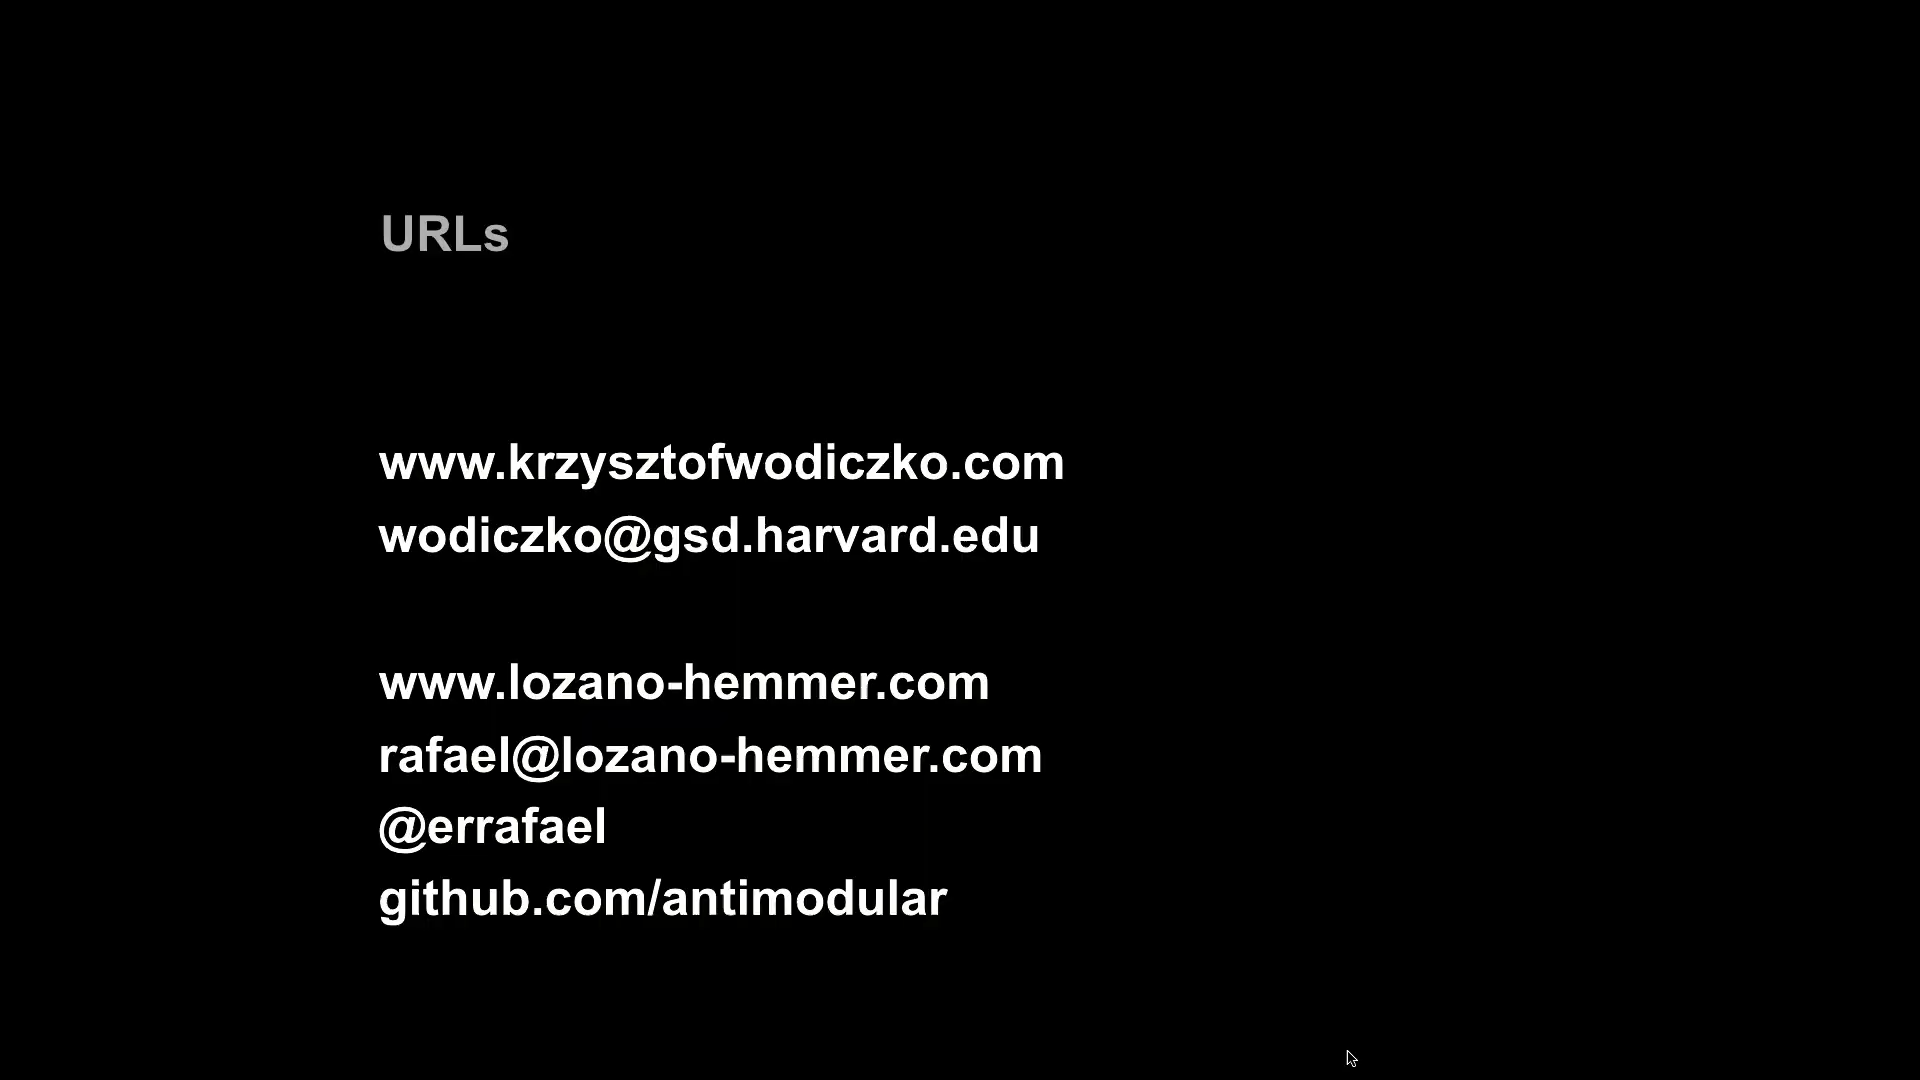 URLs
www.krzysztofwodiczko.com
wodiczko@gsd.harvard.edu
www.lozano-hemmer.com
rafael@lozano-hemmer.com
@errafael
github.com/antimodular